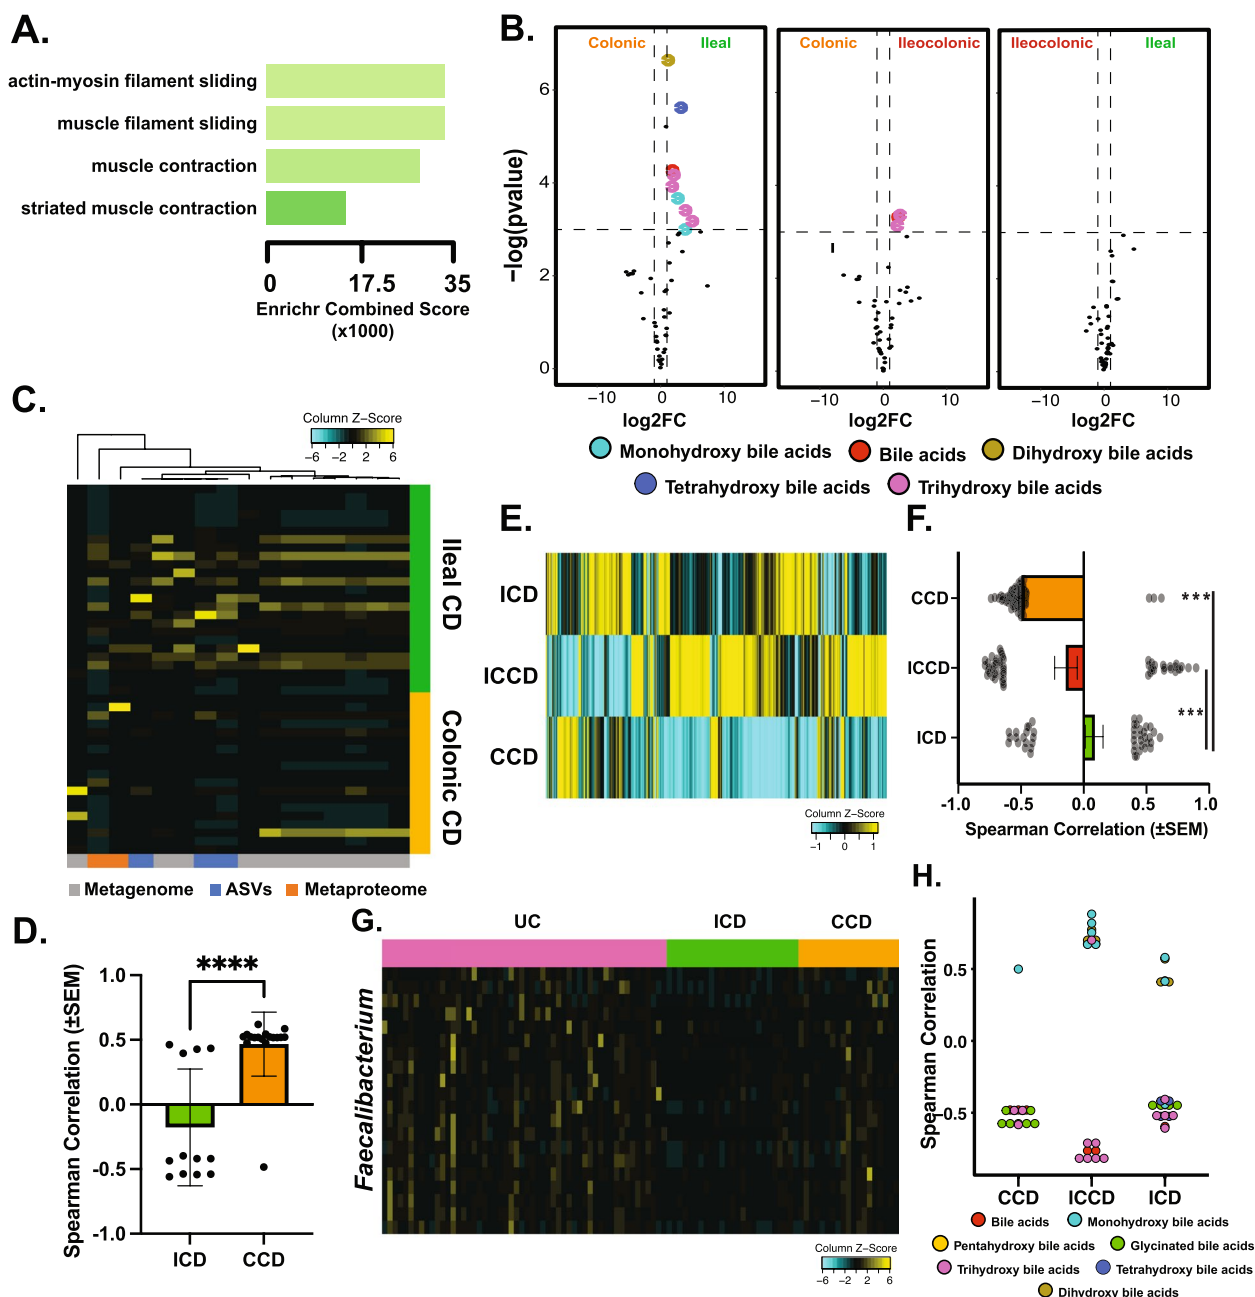 A.
actin-myosin filament sliding
muscle filament sliding
muscle contraction
striated muscle contraction
0 17.5 35
Enrichr Combined Score
(x1000)
B.
Colonic Ileal
Colonic Ileocolonic
Ileocolonic Ileal
−log(pvalue)
6
4
2
0
−10 0 10
−10 0 10
−10 0 10
log2FC log2FC log2FC
Monohydroxy bile acids Bile acids Dihydroxy bile acids
Tetrahydroxy bile acids Trihydroxy bile acids
C.
Column Z−Score
−6 −2 2 6
Ileal CD
Colonic CD
Metagenome ASVs Metaproteome
D.
Spearman Correlation (±SEM)
1.0
0.5
0.0
-0.5
-1.0
****
ICD CCD
E.
ICD
ICCD
CCD
Column Z−Score
−1 0 1
F.
CCD
ICCD
ICD
***
***
-1.0 -0.5 0.0 0.5 1.0
Spearman Correlation (±SEM)
G.
UC ICD CCD
Faecalibacterium
Column Z−Score
−6 −2 2 6
H.
Spearman Correlation
0.5
0.0
−0.5
CCD ICCD ICD
Bile acids Monohydroxy bile acids
Pentahydroxy bile acids Glycinated bile acids
Trihydroxy bile acids Tetrahydroxy bile acids
Dihydroxy bile acids